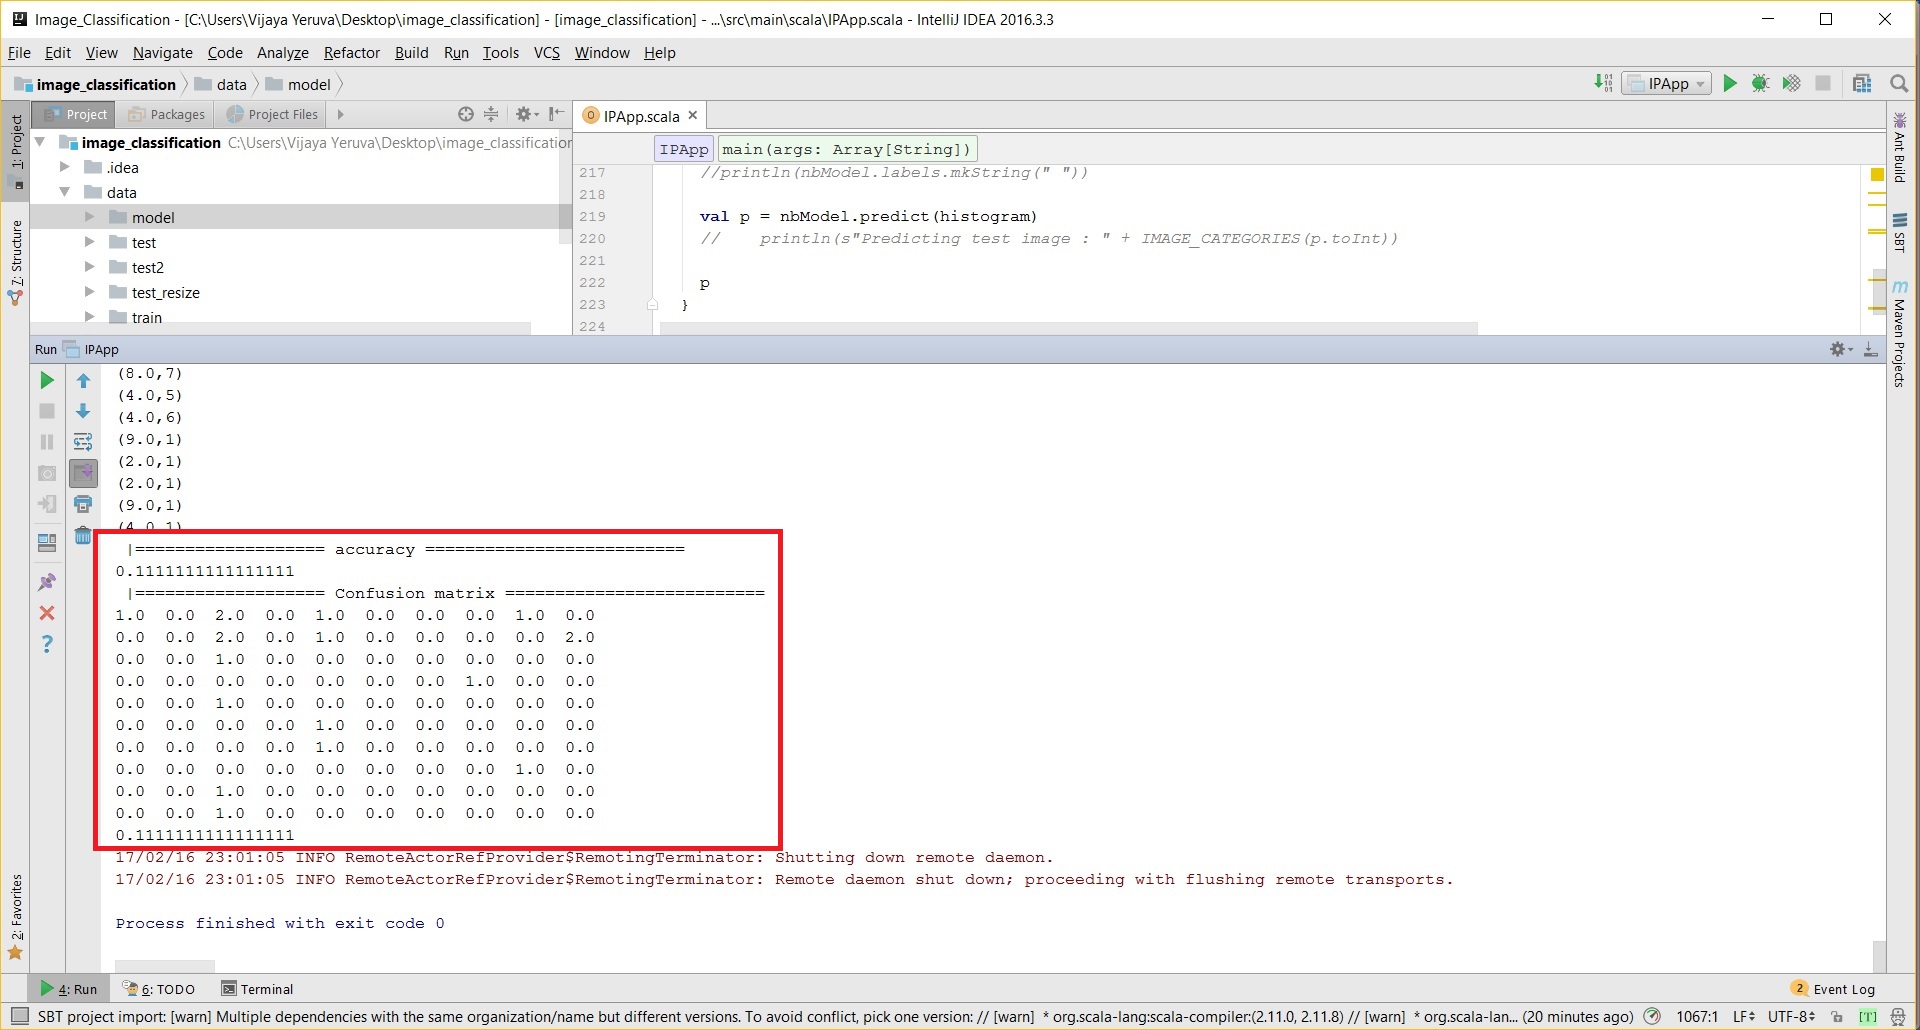 Image_Classification - [C:\Users\Vijaya Yeruva\Desktop\image_classification] - [image_classification] - ...\src\main\scala\IPApp.scala - IntelliJ IDEA 2016.3.3
File Edit View Navigate Code Analyze Refactor Build Run Tools VCS Window Help
image_classification data model
IPApp
Project Packages Project Files
IPApp.scala
image_classification C:\Users\Vijaya Yeruva\Desktop\image_classification
.idea
data
model
test
test2
test_resize
train
IPApp main(args: Array[String])
217 //println(nbModel.labels.mkString(" "))
218
219 val p = nbModel.predict(histogram)
220 // println(s"Predicting test image : " + IMAGE_CATEGORIES(p.toInt))
221
222 p
223 }
224
1: Project
Z: Structure
2: Favorites
Ant Build
SBT
m Maven Projects
Run IPApp
(8.0,7)
(4.0,5)
(4.0,6)
(9.0,1)
(2.0,1)
(2.0,1)
(9.0,1)
(4.0,1)
|=================== accuracy ==========================
0.1111111111111111
|=================== Confusion matrix ==========================
1.0 0.0 2.0 0.0 1.0 0.0 0.0 0.0 1.0 0.0
0.0 0.0 2.0 0.0 1.0 0.0 0.0 0.0 0.0 2.0
0.0 0.0 1.0 0.0 0.0 0.0 0.0 0.0 0.0 0.0
0.0 0.0 0.0 0.0 0.0 0.0 0.0 1.0 0.0 0.0
0.0 0.0 1.0 0.0 0.0 0.0 0.0 0.0 0.0 0.0
0.0 0.0 0.0 0.0 1.0 0.0 0.0 0.0 0.0 0.0
0.0 0.0 0.0 0.0 1.0 0.0 0.0 0.0 0.0 0.0
0.0 0.0 0.0 0.0 0.0 0.0 0.0 0.0 1.0 0.0
0.0 0.0 1.0 0.0 0.0 0.0 0.0 0.0 0.0 0.0
0.0 0.0 1.0 0.0 0.0 0.0 0.0 0.0 0.0 0.0
0.1111111111111111
17/02/16 23:01:05 INFO RemoteActorRefProvider$RemotingTerminator: Shutting down remote daemon.
17/02/16 23:01:05 INFO RemoteActorRefProvider$RemotingTerminator: Remote daemon shut down; proceeding with flushing remote transports.
Process finished with exit code 0
4: Run 6: TODO Terminal 2 Event Log
SBT project import: [warn] Multiple dependencies with the same organization/name but different versions. To avoid conflict, pick one version: // [warn] * org.scala-lang:scala-compiler:(2.11.0, 2.11.8) // [warn] * org.scala-lan... (20 minutes ago) 1067:1 LF UTF-8 [T]